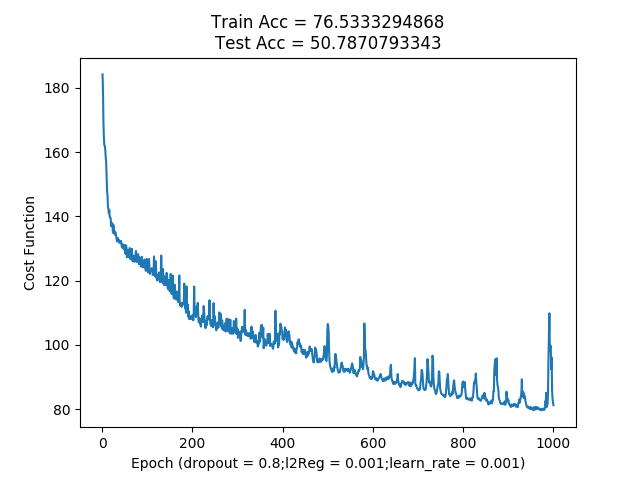 Train Acc = 76.5333294868
Test Acc = 50.7870793343
180
160
140
120
100
80
Cost Function
0 200 400 600 800 1000
Epoch (dropout = 0.8;l2Reg = 0.001;learn_rate = 0.001)